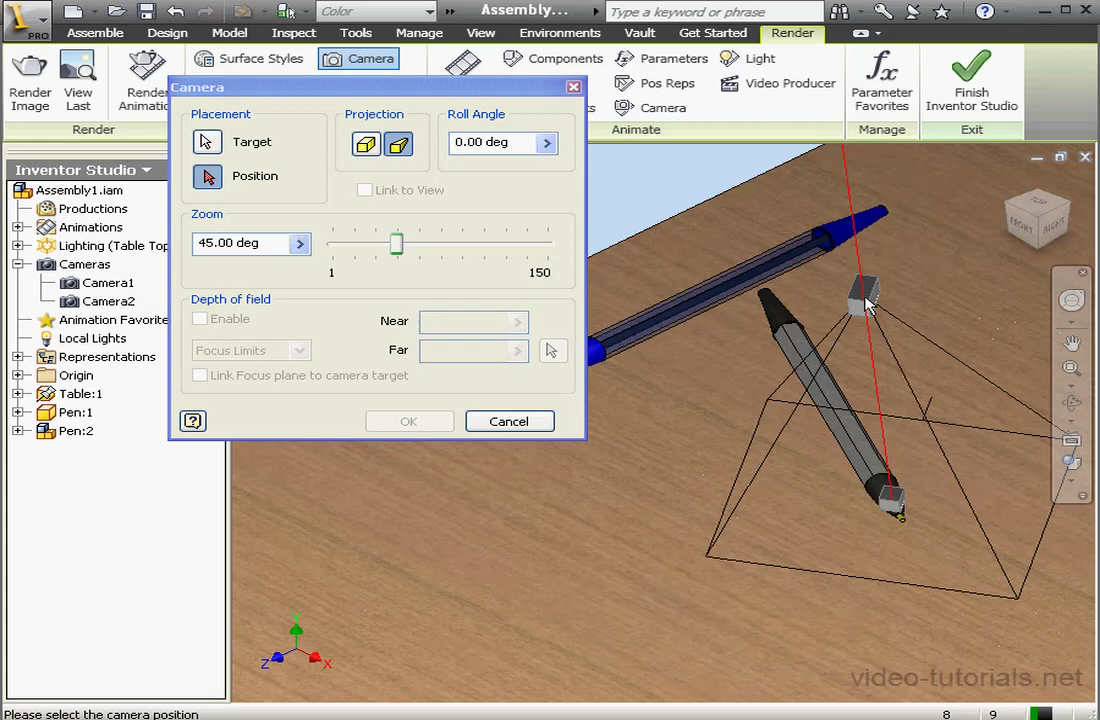 Color
Assembly...
Type a keyword or phrase
PRO
Assemble
Design
Model
Inspect
Tools
Manage
View
Environments
Vault
Get Started
Render
Render Image
View Last
Render
Animatio
Surface Styles
Camera
Components
Pos Reps
Parameters
Camera
Light
Video Producer
Parameter Favorites
Finish Inventor Studio
Render
Animate
Manage
Exit
Camera
Placement
Target
Position
Projection
Link to View
Roll Angle
0.00 deg
Zoom
45.00 deg
1
150
Depth of field
Enable
Near
Focus Limits
Far
Link Focus plane to camera target
OK
Cancel
Inventor Studio
Assembly1.iam
Productions
Animations
Lighting (Table Top
Cameras
Camera1
Camera2
Animation Favorite
Local Lights
Representations
Origin
Table:1
Pen:1
Pen:2
TOP
FRONT
RIGHT
Y
Z
X
video-tutorials.net
Please select the camera position
8
9